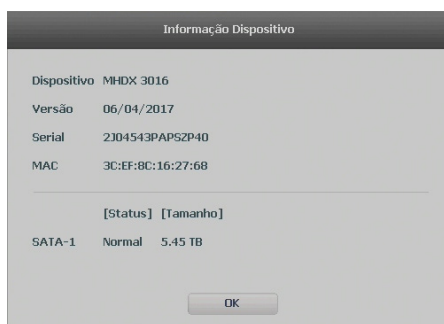 Informação Dispositivo
Dispositivo MHDX 3016
Versão 06/04/2017
Serial 2J04543PAPSZP40
MAC 3C:EF:8C:16:27:68
[Status] [Tamanho]
SATA-1 Normal 5.45 TB
OK